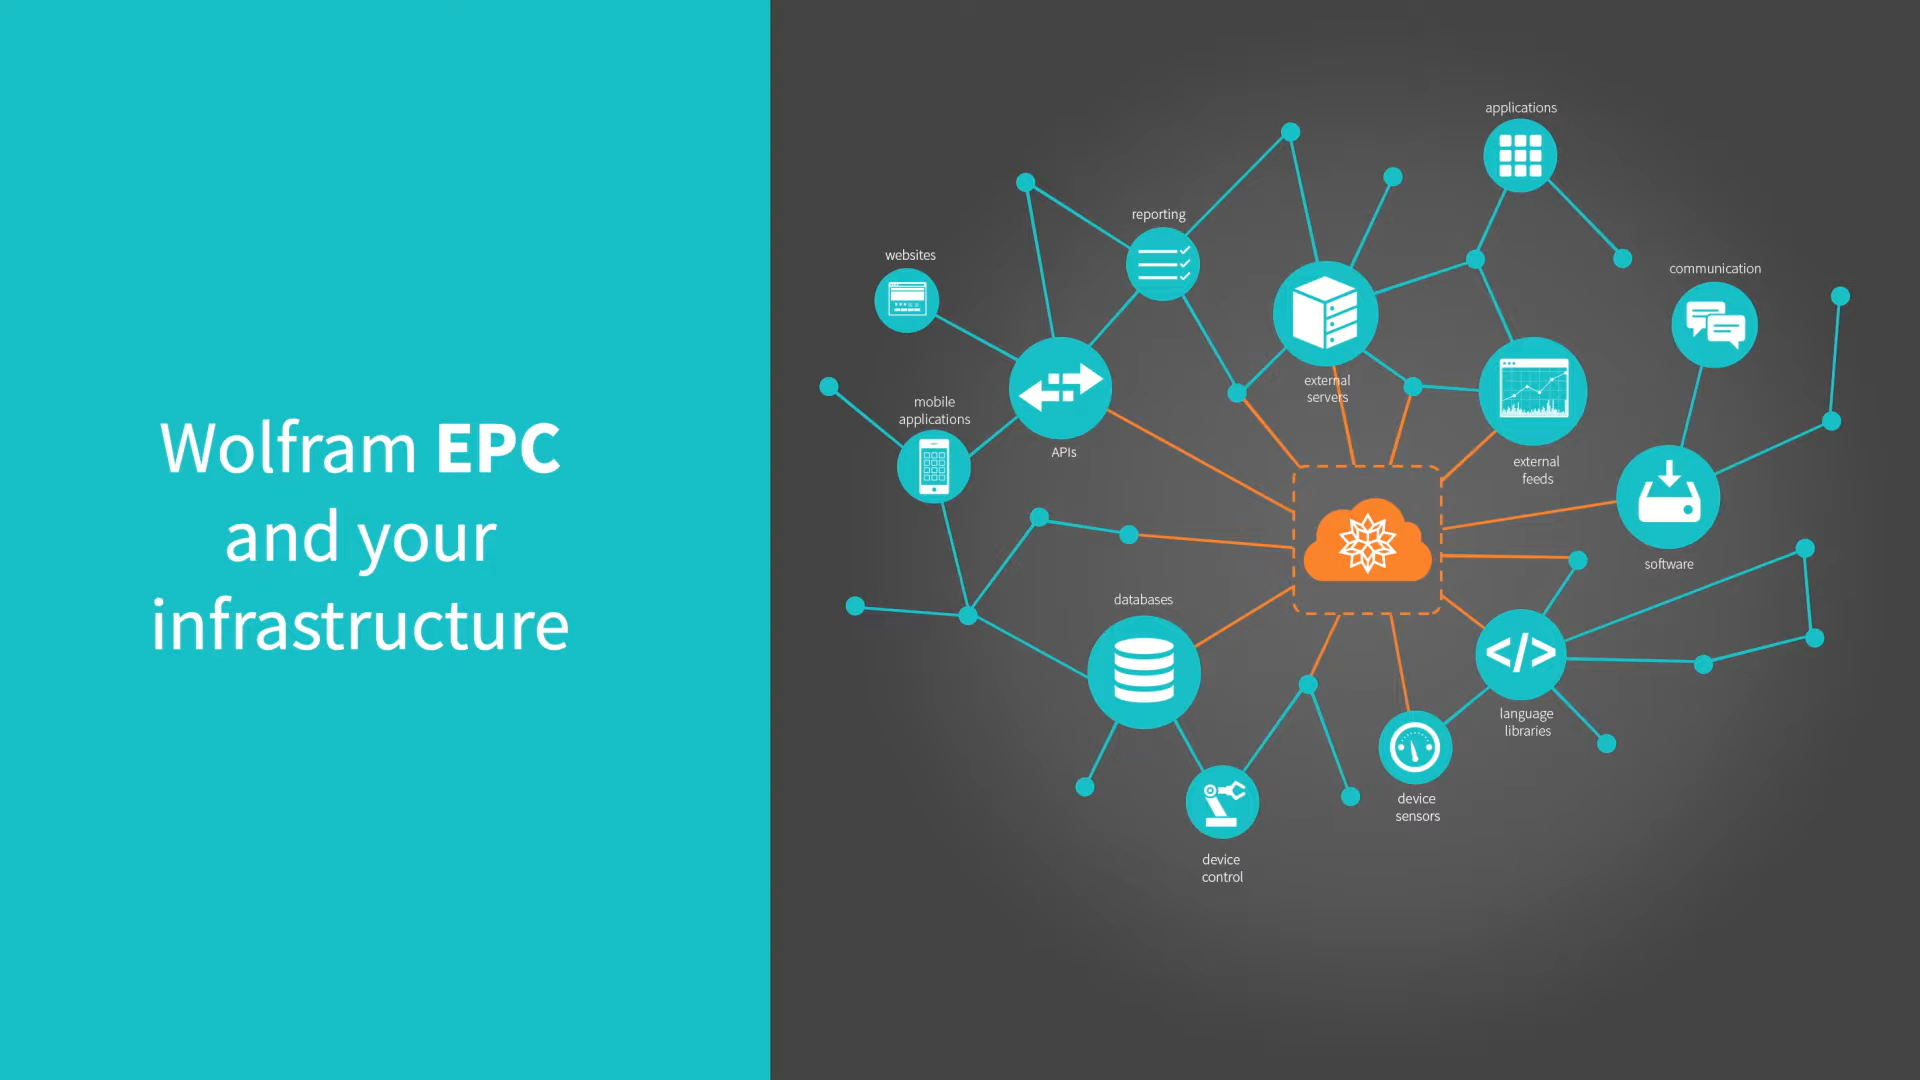 Wolfram EPC
and your
infrastructure
applications
reporting
websites
communication
external
servers
mobile
applications
APIs
external
feeds
software
databases
language
libraries
device
sensors
device
control